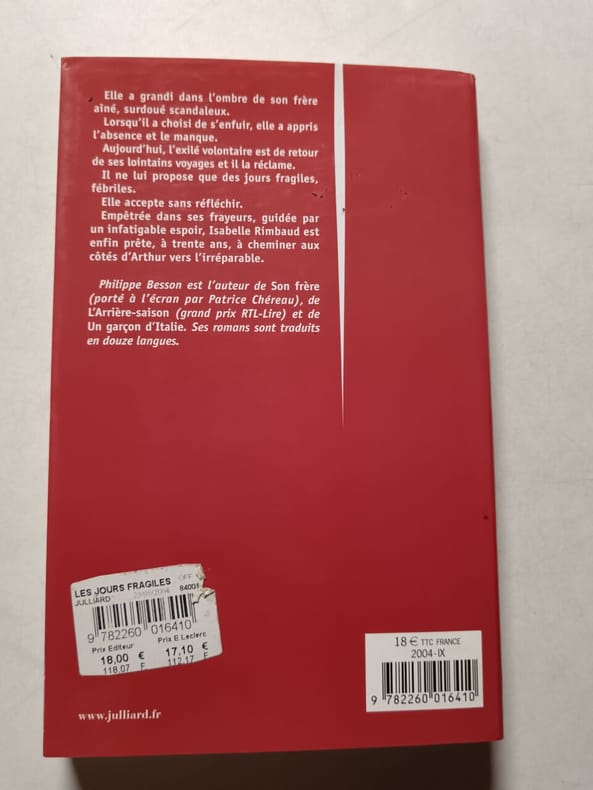 Elle a grandi dans l'ombre de son frère
aîné, surdoué scandaleux.
Lorsqu'il a choisi de s'enfuir, elle a appris
l'absence et le manque.
Aujourd'hui, l'exilé volontaire est de retour
de ses lointains voyages et il la réclame.
Il ne lui propose que des jours fragiles,
fébriles.
Elle accepte sans réfléchir.
Empêtrée dans ses frayeurs, guidée par
un infatigable espoir, Isabelle Rimbaud est
enfin prête, à trente ans, à cheminer aux
côtés d'Arthur vers l'irréparable.
Philippe Besson est l'auteur de Son frère
(porté à l'écran par Patrice Chéreau), de
L'Arrière-saison (grand prix RTL-Lire) et de
Un garçon d'Italie. Ses romans sont traduits
en douze langues.
LES JOURS FRAGILES OFF
JULLIARD 2004 84001
9 782260 016410
Prix Editeur Prix E.Leclerc
18,00 € 17,10 €
118.07 F 112.17 F
www.julliard.fr
18 € TTC FRANCE
2004-IX
9 782260 016410